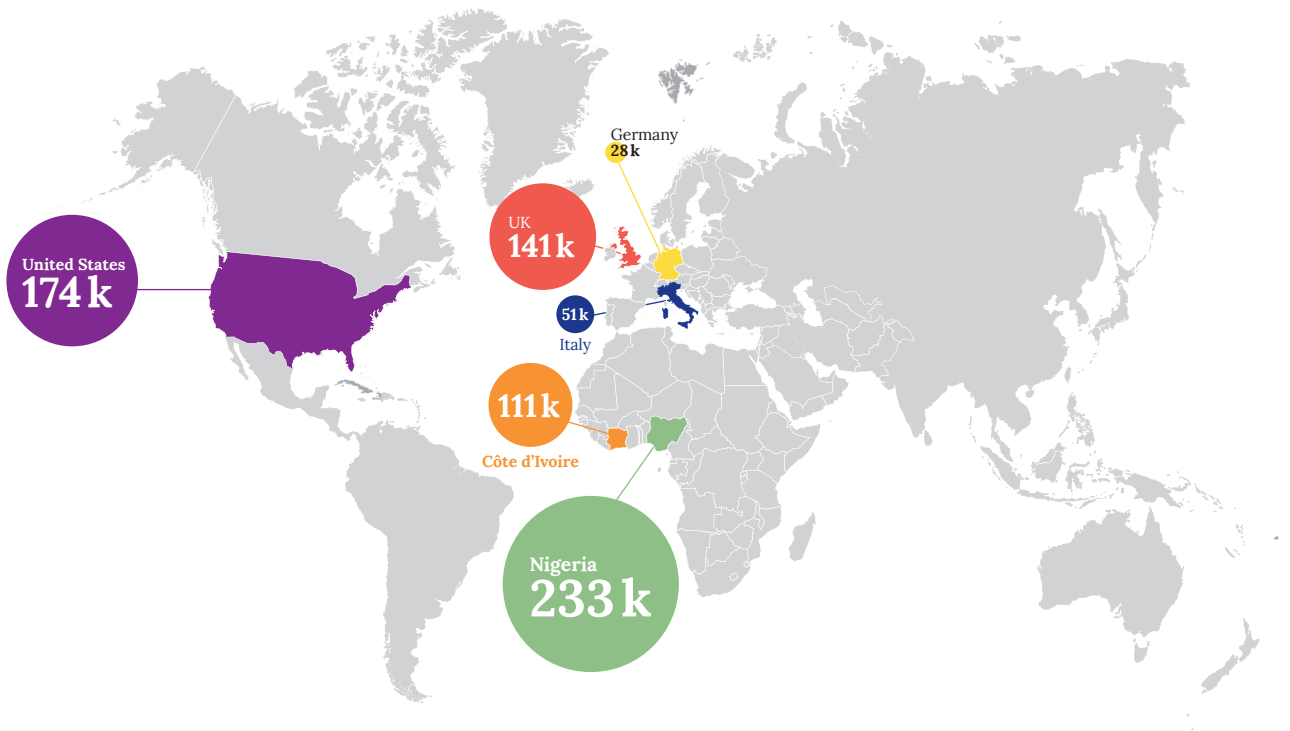 Germany
28 k
UK
141 k
United States
174 k
51 k
Italy
111 k
Côte d’Ivoire
Nigeria
233 k